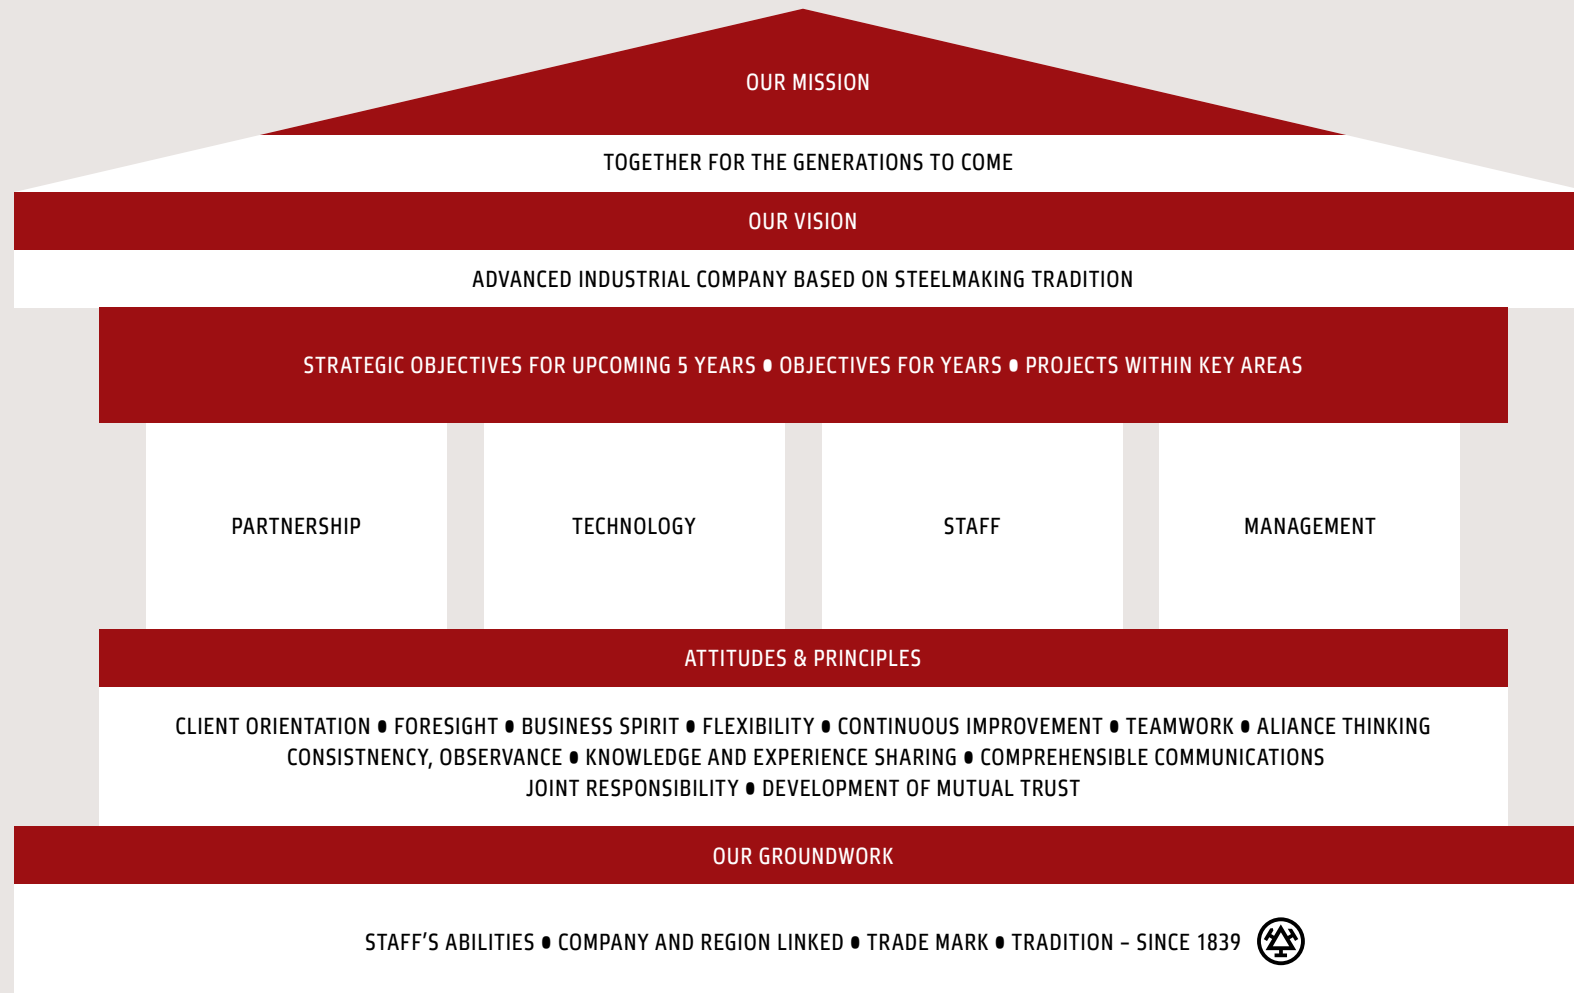 OUR MISSION
TOGETHER FOR THE GENERATIONS TO COME
OUR VISION
ADVANCED INDUSTRIAL COMPANY BASED ON STEELMAKING TRADITION
STRATEGIC OBJECTIVES FOR UPCOMING 5 YEARS • OBJECTIVES FOR YEARS • PROJECTS WITHIN KEY AREAS
PARTNERSHIP
TECHNOLOGY
STAFF
MANAGEMENT
ATTITUDES & PRINCIPLES
CLIENT ORIENTATION • FORESIGHT • BUSINESS SPIRIT • FLEXIBILITY • CONTINUOUS IMPROVEMENT • TEAMWORK • ALIANCE THINKING
CONSISTNENCY, OBSERVANCE • KNOWLEDGE AND EXPERIENCE SHARING • COMPREHENSIBLE COMMUNICATIONS
JOINT RESPONSIBILITY • DEVELOPMENT OF MUTUAL TRUST
OUR GROUNDWORK
STAFF'S ABILITIES • COMPANY AND REGION LINKED • TRADE MARK • TRADITION – SINCE 1839